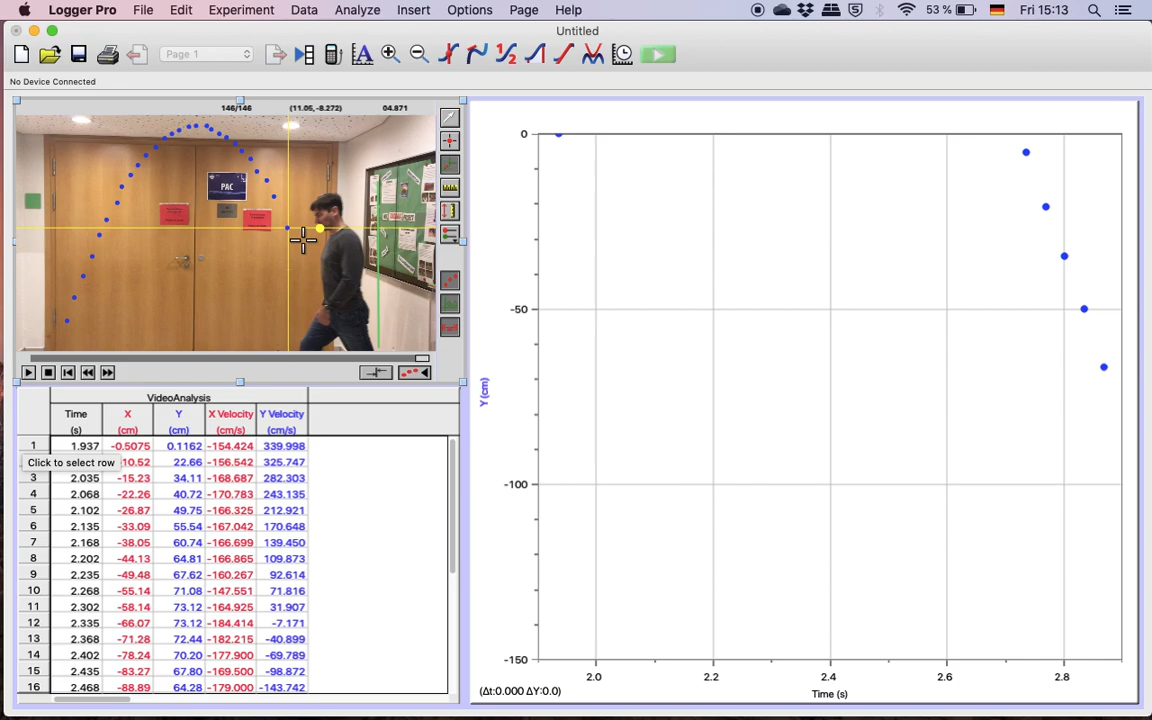 Logger Pro File Edit Experiment Data Analyze Insert Options Page Help 5 53 % Fri 15:13
Untitled
Page 1
No Device Connected
146/146 (11.05, -8.272) 04.871
PAC
VideoAnalysis
Time X Y X Velocity Y Velocity
(s) (cm) (cm) (cm/s) (cm/s)
1 1.937 -0.5075 0.1162 -154.424 339.998
Click to select row 10.52 22.66 -156.542 325.747
3 2.035 -15.23 34.11 -168.687 282.303
4 2.068 -22.26 40.72 -170.783 243.135
5 2.102 -26.87 49.75 -166.325 212.921
6 2.135 -33.09 55.54 -167.042 170.648
7 2.168 -38.05 60.74 -166.699 139.450
8 2.202 -44.13 64.81 -166.865 109.873
9 2.235 -49.48 67.62 -160.267 92.614
10 2.268 -55.14 71.08 -147.551 71.816
11 2.302 -58.14 73.12 -164.925 31.907
12 2.335 -66.07 73.12 -184.414 -7.171
13 2.368 -71.28 72.44 -182.215 -40.899
14 2.402 -78.24 70.20 -177.900 -69.789
15 2.435 -83.27 67.80 -169.500 -98.872
16 2.468 -88.89 64.28 -179.000 -143.742
0
-50
Y (cm)
-100
-150
2.0 2.2 2.4 2.6 2.8
(Δt:0.000 ΔY:0.0) Time (s)